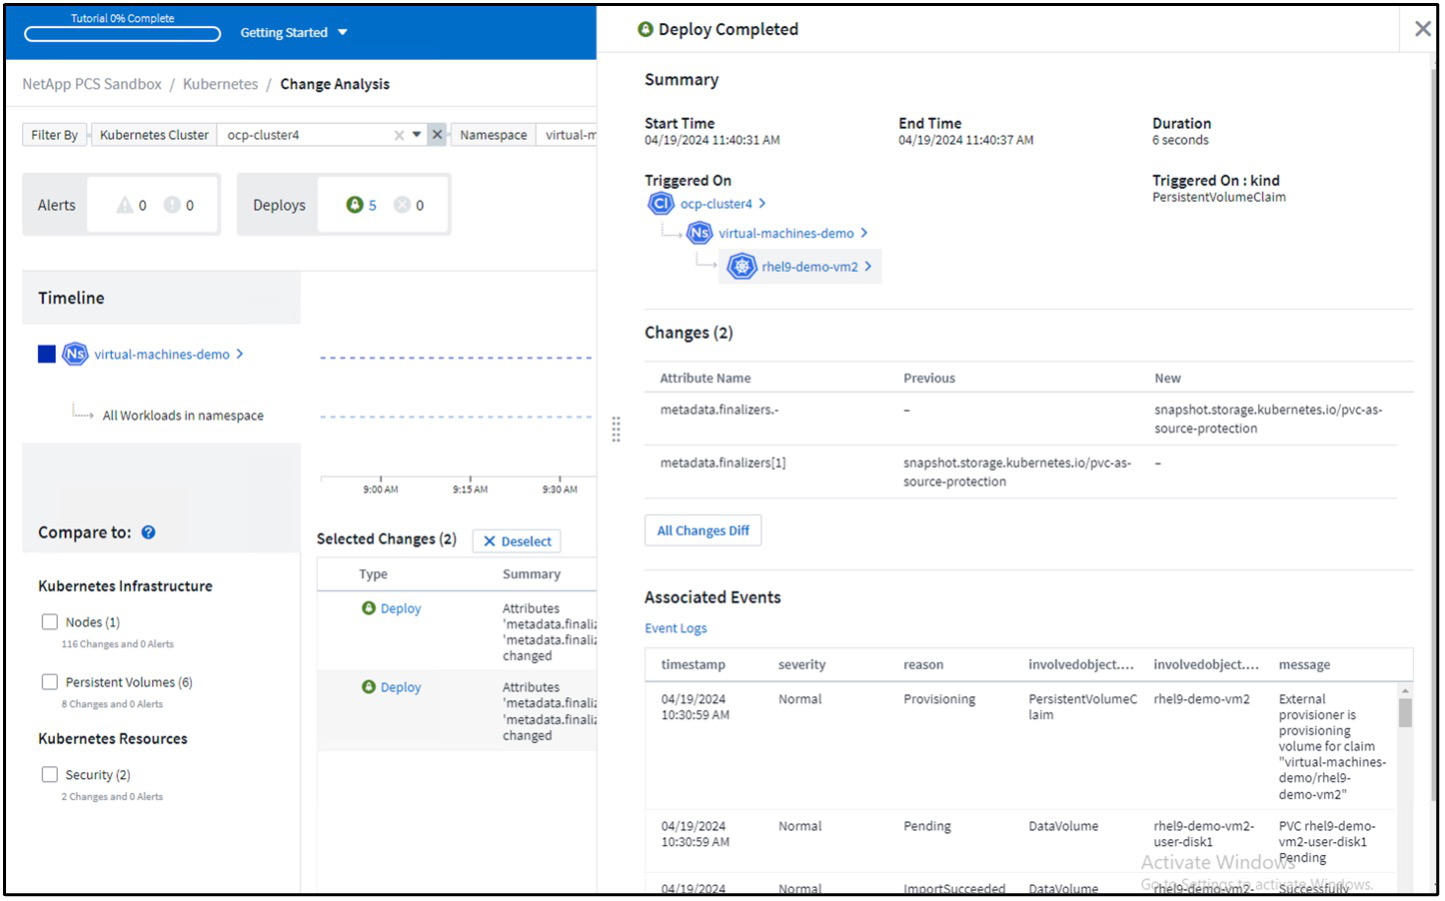 Tutorial 0% Complete
Getting Started
NetApp PCS Sandbox / Kubernetes / Change Analysis
Filter By Kubernetes Cluster ocp-cluster4 Namespace virtual-m
Alerts 0 0 Deploys 5 0
Timeline
Ns virtual-machines-demo
All Workloads in namespace
9:00 AM 9:15 AM 9:30 AM
Compare to: ?
Kubernetes Infrastructure
Nodes (1)
116 Changes and 0 Alerts
Persistent Volumes (6)
8 Changes and 0 Alerts
Kubernetes Resources
Security (2)
2 Changes and 0 Alerts
Selected Changes (2) Deselect
Type Summary
Deploy Attributes
'metadata.finaliz
'metadata.finaliz
changed
Deploy Attributes
'metadata.finaliz
'metadata.finaliz
changed
Deploy Completed
Summary
Start Time End Time Duration
04/19/2024 11:40:31 AM 04/19/2024 11:40:37 AM 6 seconds
Triggered On Triggered On : kind
CI ocp-cluster4 PersistentVolumeClaim
Ns virtual-machines-demo
rhel9-demo-vm2
Changes (2)
Attribute Name Previous New
metadata.finalizers.- – snapshot.storage.kubernetes.io/pvc-as-
source-protection
metadata.finalizers[1] snapshot.storage.kubernetes.io/pvc-as- –
source-protection
All Changes Diff
Associated Events
Event Logs
timestamp severity reason involvedobject.... involvedobject.... message
04/19/2024 Normal Provisioning PersistentVolumeC rhel9-demo-vm2 External
10:30:59 AM laim provisioner is
provisioning
volume for claim
"virtual-machines-
demo/rhel9-
demo-vm2"
04/19/2024 Normal Pending DataVolume rhel9-demo-vm2- PVC rhel9-demo-
10:30:59 AM user-disk1 vm2-user-disk1
Pending
Activate Windows
Go to Settings to activate Windows.
04/19/2024 Normal ImportSucceeded DataVolume rhel9-demo-vm2- Successfully